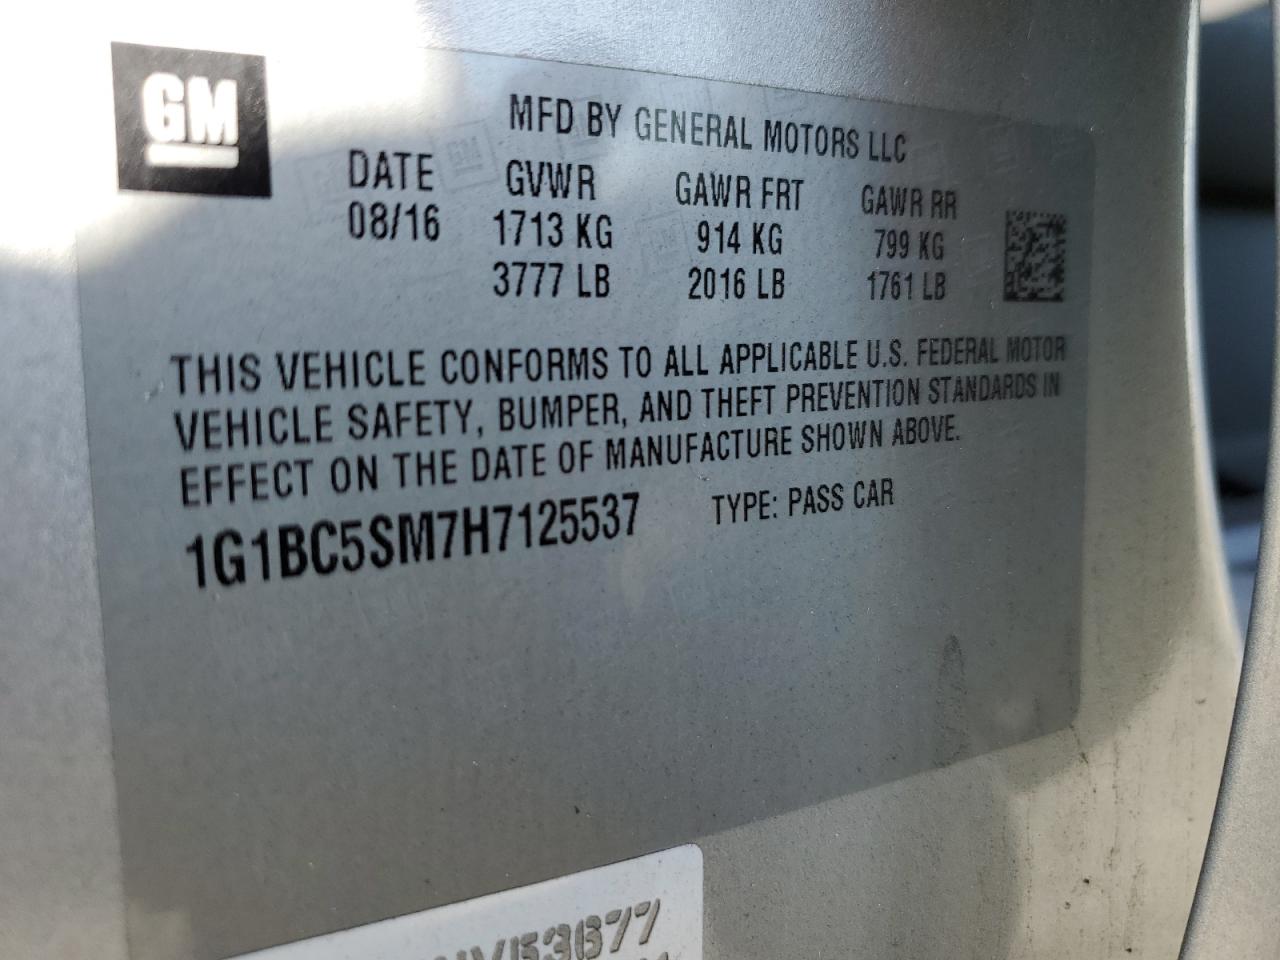 GM
MFD BY GENERAL MOTORS LLC
DATE GVWR GAWR FRT GAWR RR
08/16 1713 KG 914 KG 799 KG
3777 LB 2016 LB 1761 LB
THIS VEHICLE CONFORMS TO ALL APPLICABLE U.S. FEDERAL MOTOR
VEHICLE SAFETY, BUMPER, AND THEFT PREVENTION STANDARDS IN
EFFECT ON THE DATE OF MANUFACTURE SHOWN ABOVE.
1G1BC5SM7H7125537 TYPE: PASS CAR